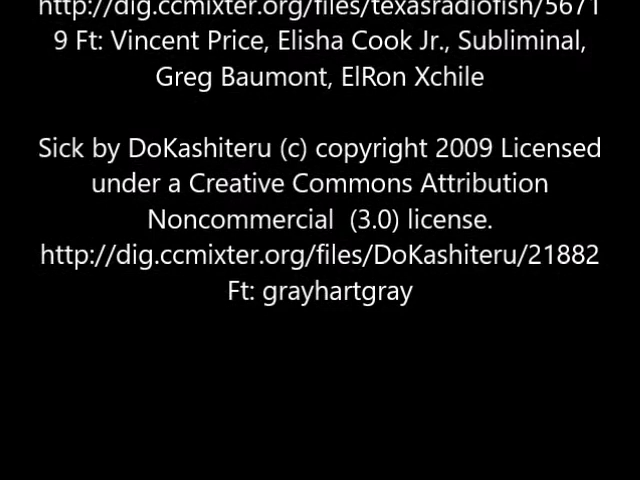 http://dig.ccmixter.org/files/texasradiofish/5671
9 Ft: Vincent Price, Elisha Cook Jr., Subliminal,
Greg Baumont, ElRon Xchile
Sick by DoKashiteru (c) copyright 2009 Licensed
under a Creative Commons Attribution
Noncommercial  (3.0) license.
http://dig.ccmixter.org/files/DoKashiteru/21882
Ft: grayhartgray